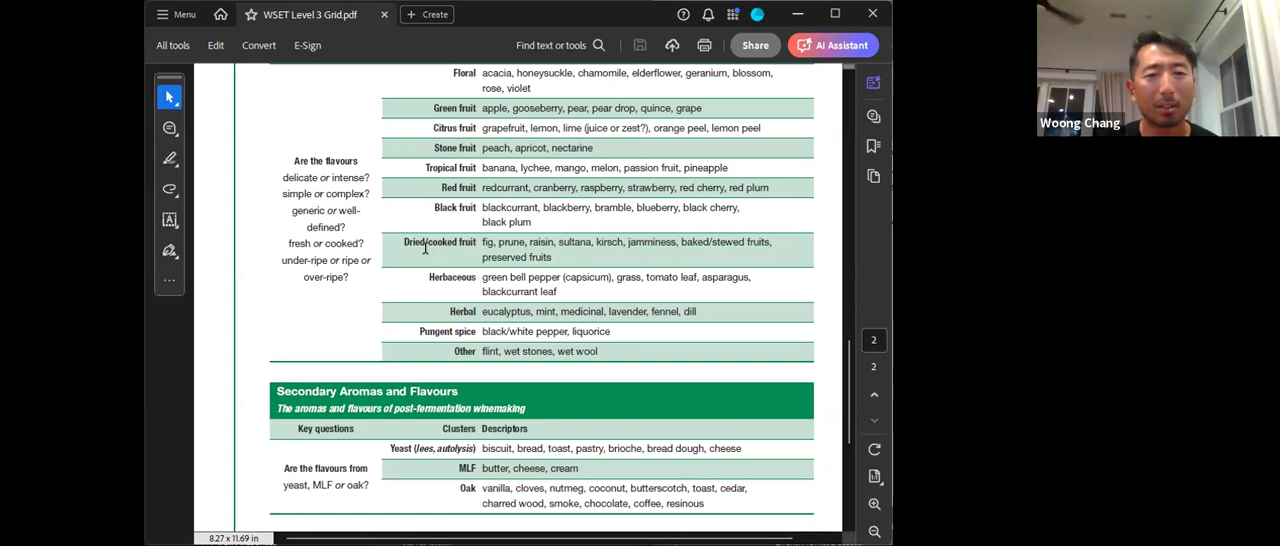 Menu
WSET Level 3 Grid.pdf
Create
All tools
Edit
Convert
E-Sign
Find text or tools
Share
AI Assistant
Woong Chang
Floral acacia, honeysuckle, chamomile, elderflower, geranium, blossom,
rose, violet
Green fruit apple, gooseberry, pear, pear drop, quince, grape
Citrus fruit grapefruit, lemon, lime (juice or zest?), orange peel, lemon peel
Stone fruit peach, apricot, nectarine
Tropical fruit banana, lychee, mango, melon, passion fruit, pineapple
Red fruit redcurrant, cranberry, raspberry, strawberry, red cherry, red plum
Black fruit blackcurrant, blackberry, bramble, blueberry, black cherry,
black plum
Dried/cooked fruit fig, prune, raisin, sultana, kirsch, jamminess, baked/stewed fruits,
preserved fruits
Herbaceous green bell pepper (capsicum), grass, tomato leaf, asparagus,
blackcurrant leaf
Herbal eucalyptus, mint, medicinal, lavender, fennel, dill
Pungent spice black/white pepper, liquorice
Other flint, wet stones, wet wool
Are the flavours
delicate or intense?
simple or complex?
generic or well-
defined?
fresh or cooked?
under-ripe or ripe or
over-ripe?
Secondary Aromas and Flavours
The aromas and flavours of post-fermentation winemaking
Key questions Clusters Descriptors
Yeast (lees, autolysis) biscuit, bread, toast, pastry, brioche, bread dough, cheese
MLF butter, cheese, cream
Oak vanilla, cloves, nutmeg, coconut, butterscotch, toast, cedar,
charred wood, smoke, chocolate, coffee, resinous
Are the flavours from
yeast, MLF or oak?
2
2
8.27 x 11.69 in